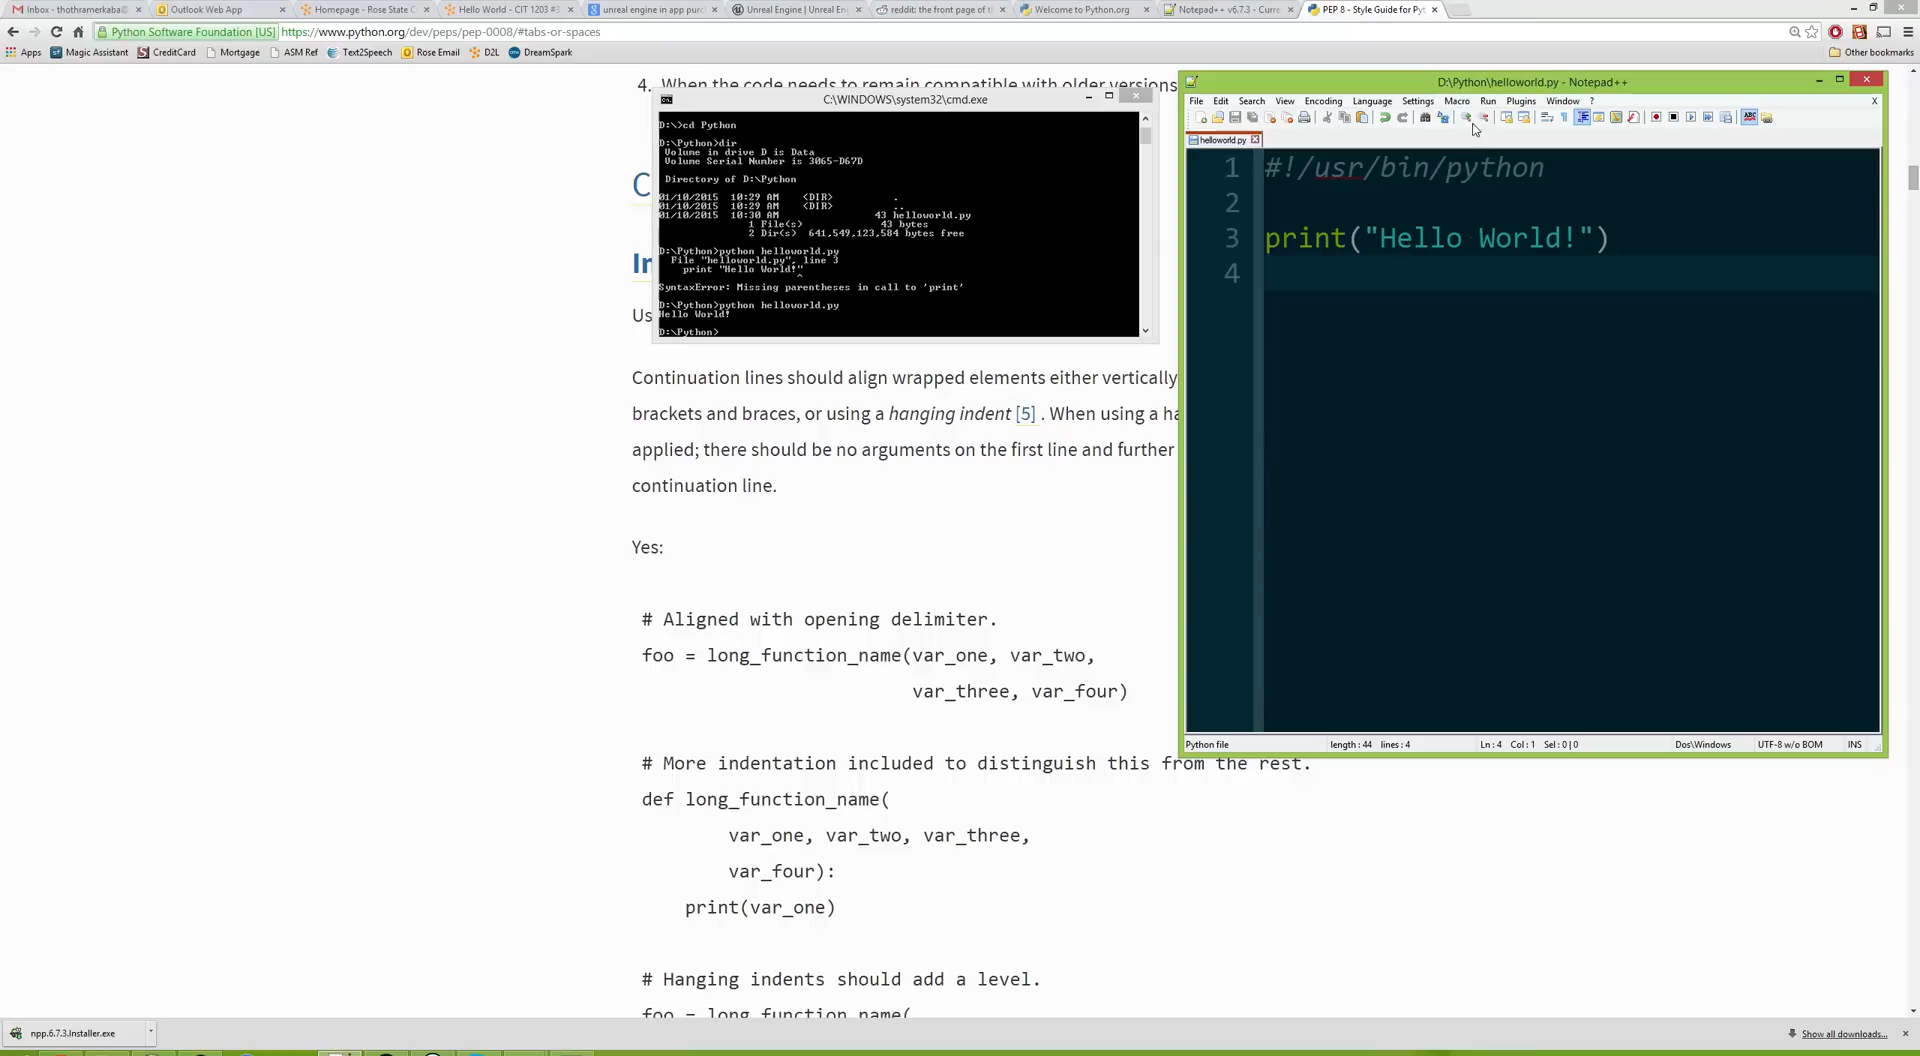 Inbox - thothramerkaba@
Outlook Web App
Homepage - Rose State C
Hello World - CIT 1203 #3
unreal engine in app purc
Unreal Engine | Unreal En
reddit: the front page of th
Welcome to Python.org
Notepad++ v6.7.3 - Curre
PEP 8 - Style Guide for Py
Python Software Foundation [US]
https://www.python.org/dev/peps/pep-0008/#tabs-or-spaces
Apps
Magic Assistant
CreditCard
Mortgage
ASM Ref
Text2Speech
Rose Email
D2L
DreamSpark
Other bookmarks
4. When the code needs to remain compatible with older versions
C
In
Us
C:\WINDOWS\system32\cmd.exe
D:\>cd Python
D:\Python>dir
Volume in drive D is Data
Volume Serial Number is 3065-D67D
Directory of D:\Python
01/10/2015 10:29 AM <DIR> .
01/10/2015 10:29 AM <DIR> ..
01/10/2015 10:30 AM 43 helloworld.py
1 File(s) 43 bytes
2 Dir(s) 641,549,123,584 bytes free
D:\Python>python helloworld.py
File "helloworld.py", line 3
print "Hello World!"
^
SyntaxError: Missing parentheses in call to 'print'
D:\Python>python helloworld.py
Hello World!
D:\Python>
Continuation lines should align wrapped elements either vertically
brackets and braces, or using a hanging indent [5] . When using a ha
applied; there should be no arguments on the first line and further
continuation line.
Yes:
# Aligned with opening delimiter.
foo = long_function_name(var_one, var_two,
var_three, var_four)
# More indentation included to distinguish this from the rest.
def long_function_name(
var_one, var_two, var_three,
var_four):
print(var_one)
# Hanging indents should add a level.
foo = long_function_name(
D:\Python\helloworld.py - Notepad++
File Edit Search View Encoding Language Settings Macro Run Plugins Window ?
X
ABC
helloworld.py
1 #!/usr/bin/python
2
3 print("Hello World!")
4
Python file
length : 44 lines : 4
Ln : 4 Col : 1 Sel : 0 | 0
Dos\Windows
UTF-8 w/o BOM
INS
npp.6.7.3.Installer.exe
Show all downloads...